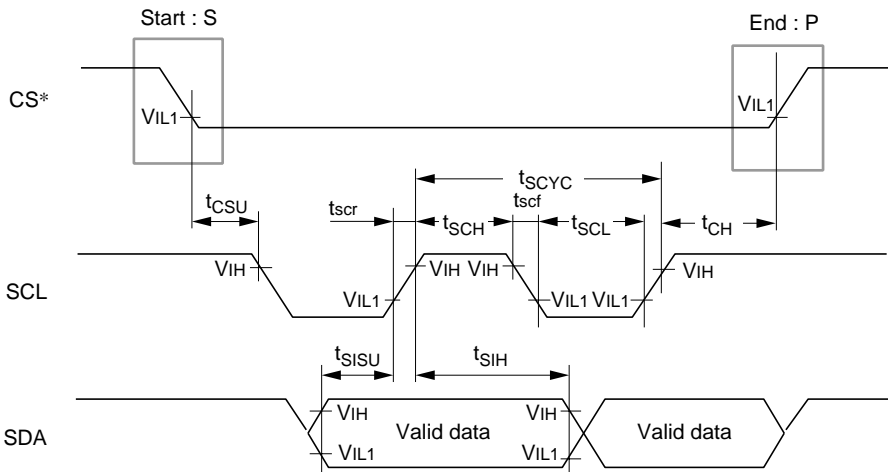 Start : S
End : P
CS*
VIL1
VIL1
tSCYC
tCSU
tscr
tSCH
tscf
tSCL
tCH
SCL
VIH
VIH
VIH
VIH
VIL1
VIL1
VIL1
tSISU
tSIH
SDA
VIH
VIH
Valid data
Valid data
VIL1
VIL1